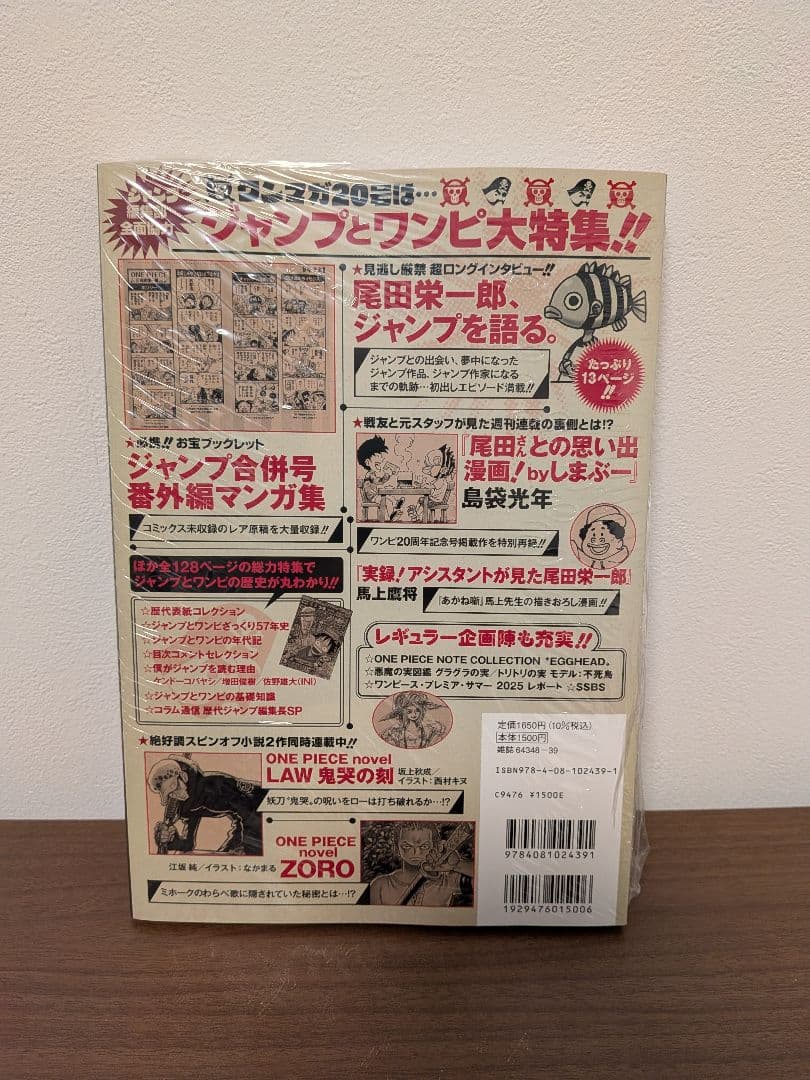 ジャンプ
編集部
全面協力
ワンマガ20号は…
ジャンプとワンピ大特集!!
ONE PIECE
★見逃し厳禁 超ロングインタビュー!!
尾田栄一郎、
ジャンプを語る。
ジャンプとの出会い、夢中になった
ジャンプ作品、ジャンプ作家になる
までの軌跡…初出しエピソード満載!!
たっぷり
13ページ
!!
★必携!! お宝ブックレット
ジャンプ合併号
番外編マンガ集
コミックス未収録のレア原稿を大量収録!!
★戦友と元スタッフが見た週刊連載の裏側とは!?
『尾田さんとの思い出
漫画!byしまぶー』
島袋光年
ワンピ20周年記念号掲載作を特別再録!!
『実録!アシスタントが見た尾田栄一郎』
馬上鷹将
『あかね噺』馬上先生の描きおろし漫画!!
ほか全128ページの総力特集で
ジャンプとワンピの歴史が丸わかり!!
☆歴代表紙コレクション
☆ジャンプとワンピざっくり57年史
☆ジャンプとワンピの年代記
☆目次コメントセレクション
☆僕がジャンプを読む理由
ケンドーコバヤシ/増田俊樹/佐野雄大(INI)
☆ジャンプとワンピの基礎知識
☆コラム通信 歴代ジャンプ編集長SP
レギュラー企画陣も充実!!
☆ONE PIECE NOTE COLLECTION "EGGHEAD"
☆悪魔の実図鑑 グラグラの実/トリトリの実 モデル:不死鳥
☆ワンピース・プレミア・サマー 2025 レポート ☆SSBS
★絶好調スピンオフ小説2作同時連載中!!
ONE PIECE novel
LAW 鬼哭の刻
坂上秋成/
イラスト:西村キヌ
妖刀"鬼哭"の呪いをローは打ち破れるか…!?
ONE PIECE
novel
ZORO
江坂 純/イラスト:なかまる
ミホークのわらべ歌に隠されていた秘密とは…!?
定価1650円(10%税込)
本体1500円
雑誌 64348-39
ISBN978-4-08-102439-1
C9476 ¥1500E
9784081024391
1929476015006